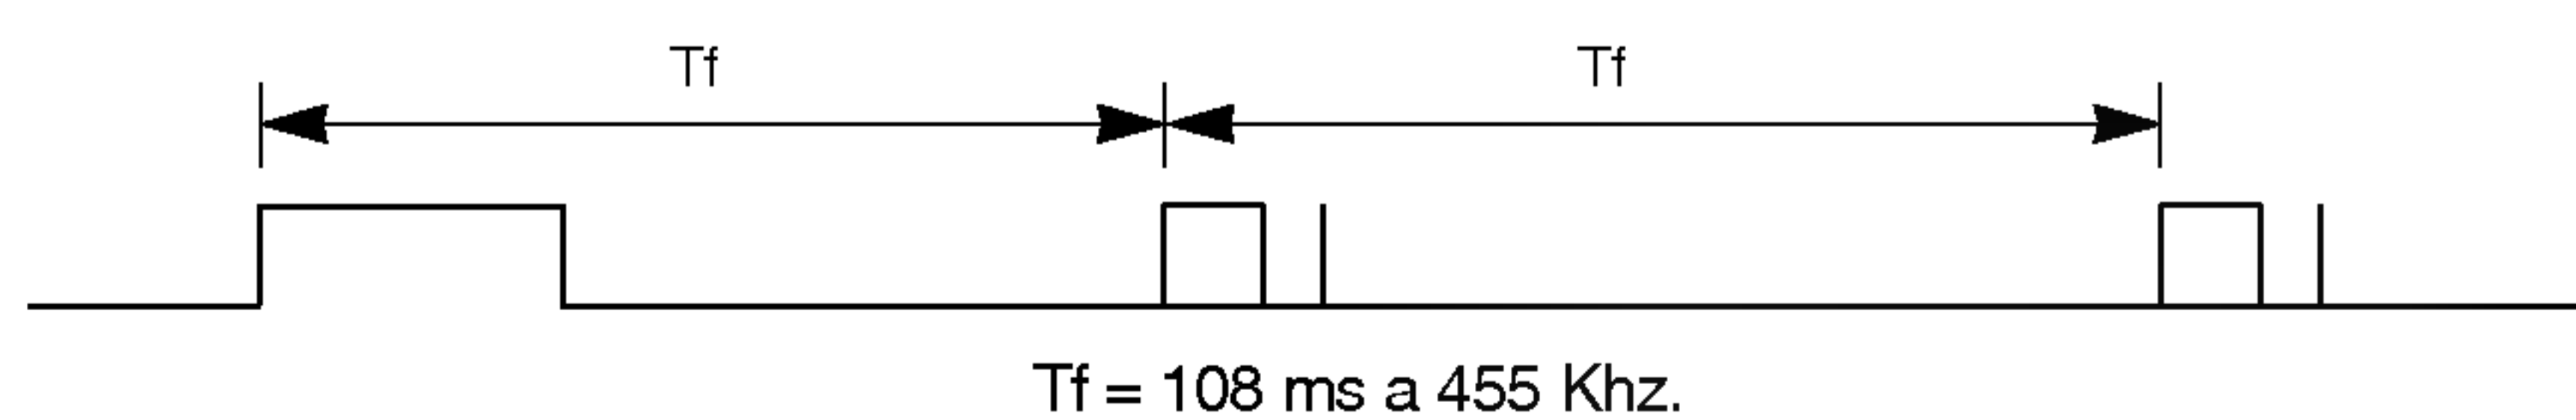 Tf Tf
Tf = 108 ms a 455 Khz.